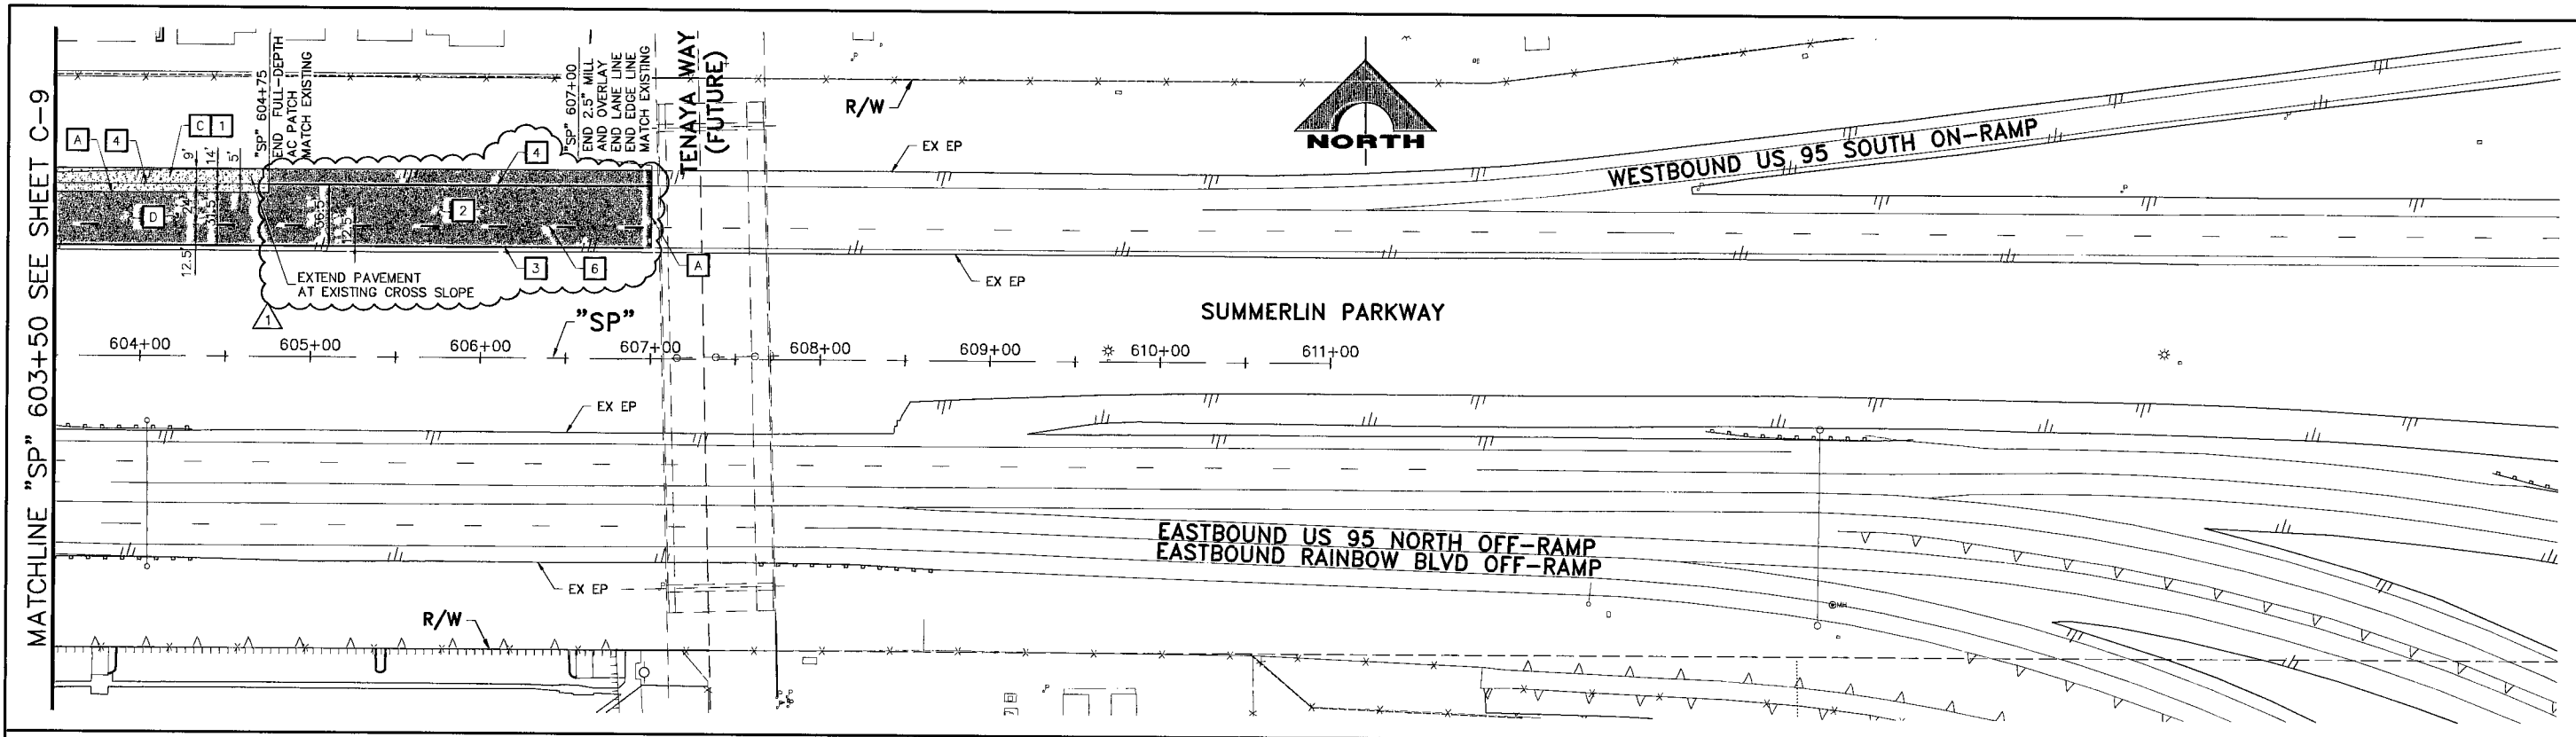 MATCHLINE "SP" 603+50 SEE SHEET C-9
"SP" 604+75
END FULL-DEPTH
AC PATCH
MATCH EXISTING
"SP" 607+00
END 2.5" MILL
AND OVERLAY
END LANE LINE
END EDGE LINE
MATCH EXISTING
TENAYA WAY
(FUTURE)
R/W
NORTH
A
4
C
1
9'
14'
5'
4
EX EP
WESTBOUND US 95 SOUTH ON-RAMP
D
24'
31.5'
36.5'
12.5'
2
12.5'
3
6
A
EXTEND PAVEMENT
AT EXISTING CROSS SLOPE
1
EX EP
"SP"
SUMMERLIN PARKWAY
604+00
605+00
606+00
607+00
608+00
609+00
610+00
611+00
EX EP
EASTBOUND US 95 NORTH OFF-RAMP
EASTBOUND RAINBOW BLVD OFF-RAMP
EX EP
R/W
MH